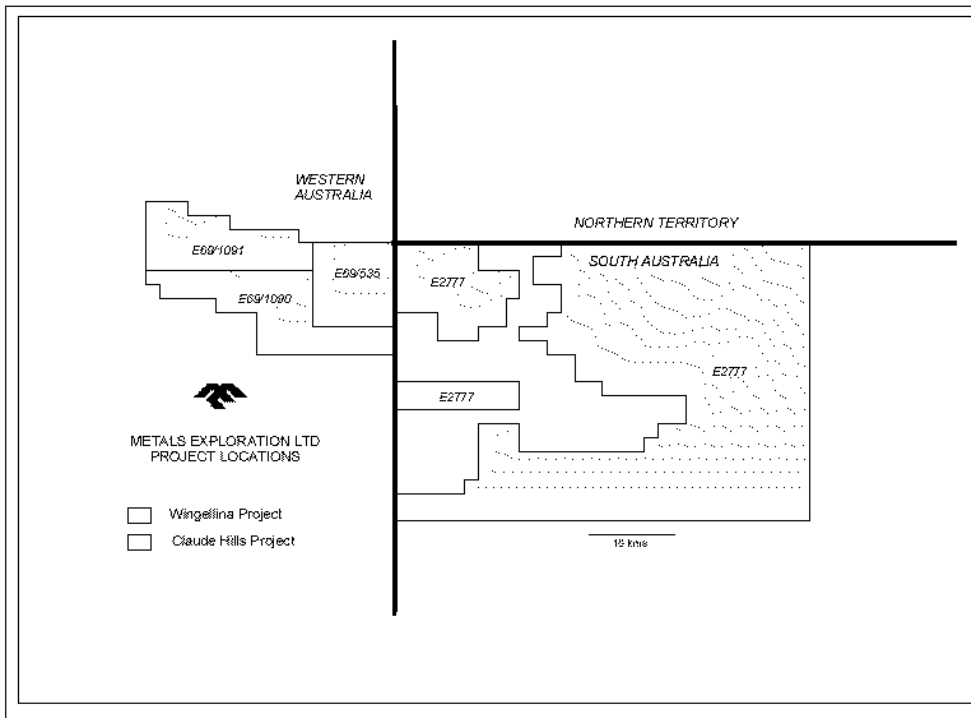 WESTERN
AUSTRALIA
NORTHERN TERRITORY
SOUTH AUSTRALIA
E69/1091
E69/535
E2777
E69/1090
E2777
E2777
METALS EXPLORATION LTD
PROJECT LOCATIONS
Wingellina Project
Claude Hills Project
kms